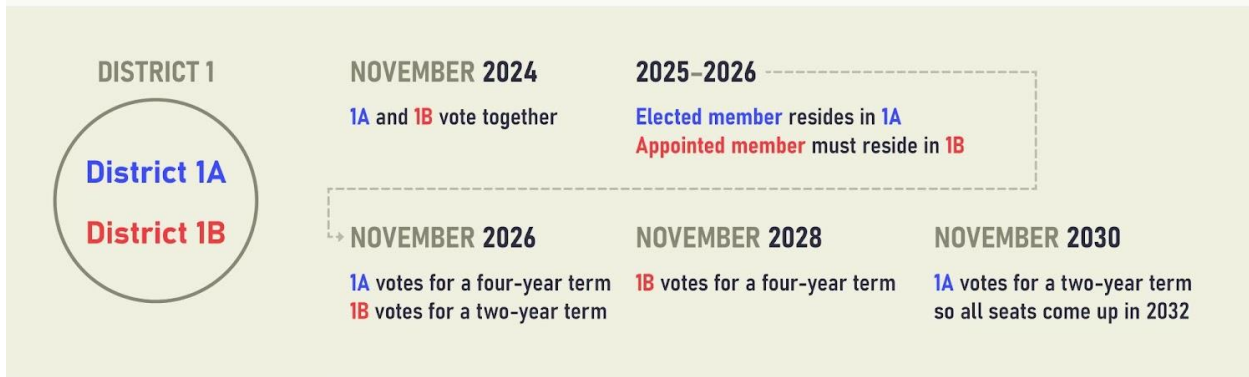 DISTRICT 1
District 1A
District 1B
NOVEMBER 2024
1A and 1B vote together
2025–2026
Elected member resides in 1A
Appointed member must reside in 1B
NOVEMBER 2026
1A votes for a four-year term
1B votes for a two-year term
NOVEMBER 2028
1B votes for a four-year term
NOVEMBER 2030
1A votes for a two-year term
so all seats come up in 2032